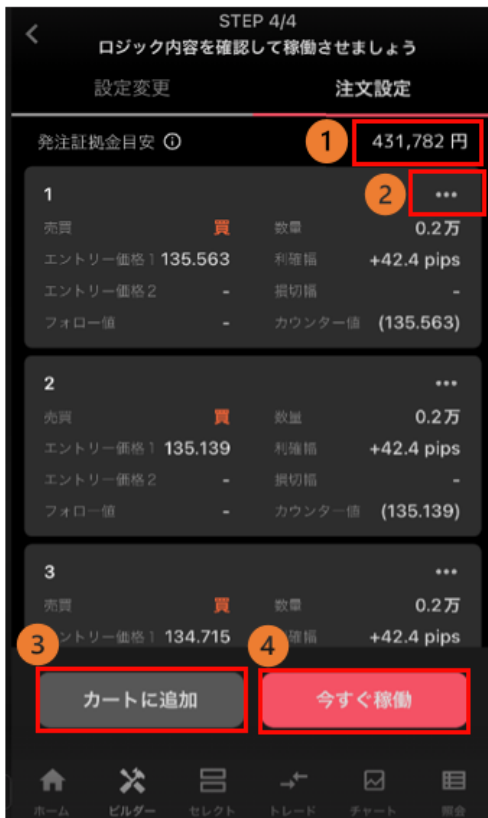 STEP 4/4
ロジック内容を確認して稼働させましょう
設定変更 注文設定
発注証拠金目安 ⓘ 1 431,782 円
1 2 •••
売買 買 数量 0.2万
エントリー価格1 135.563 利確幅 +42.4 pips
エントリー価格2 - 損切幅 -
フォロー値 - カウンター値 (135.563)
2 •••
売買 買 数量 0.2万
エントリー価格1 135.139 利確幅 +42.4 pips
エントリー価格2 - 損切幅 -
フォロー値 - カウンター値 (135.139)
3 •••
売買 買 数量 0.2万
ントリー価格1 134.715 確幅 +42.4 pips
3 4
カートに追加 今すぐ稼働
ホーム ビルダー セレクト トレード チャート 照会